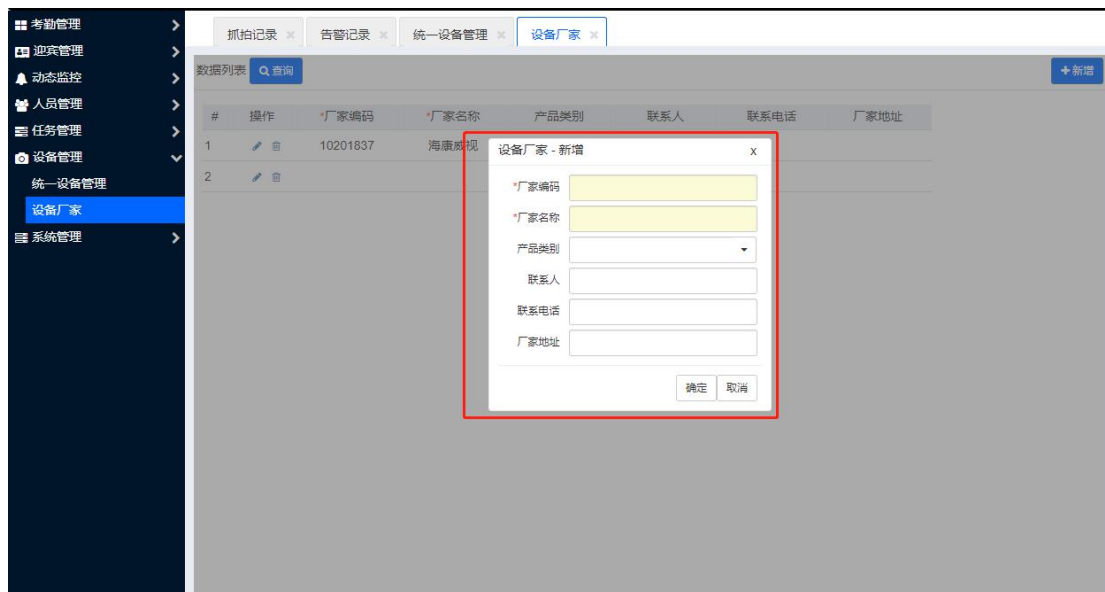 考勤管理
迎宾管理
动态监控
人员管理
任务管理
设备管理
统一设备管理
设备厂家
系统管理
抓拍记录 × 告警记录 × 统一设备管理 × 设备厂家 ×
数据列表 查询 +新增
# 操作 *厂家编码 *厂家名称 产品类别 联系人 联系电话 厂家地址
1 10201837 海康威视
2
设备厂家 - 新增 x
*厂家编码
*厂家名称
产品类别
联系人
联系电话
厂家地址
确定 取消